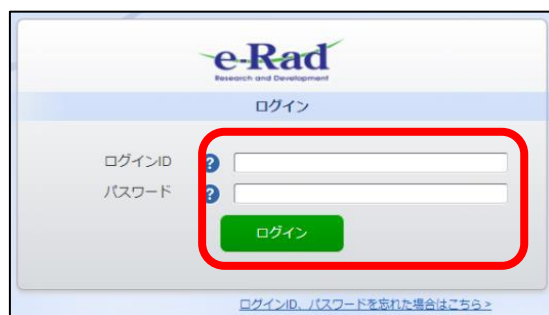 e-Rad
Research and Development
ログイン
ログインID ?
パスワード ?
ログイン
ログインID、パスワードを忘れた場合はこちら >